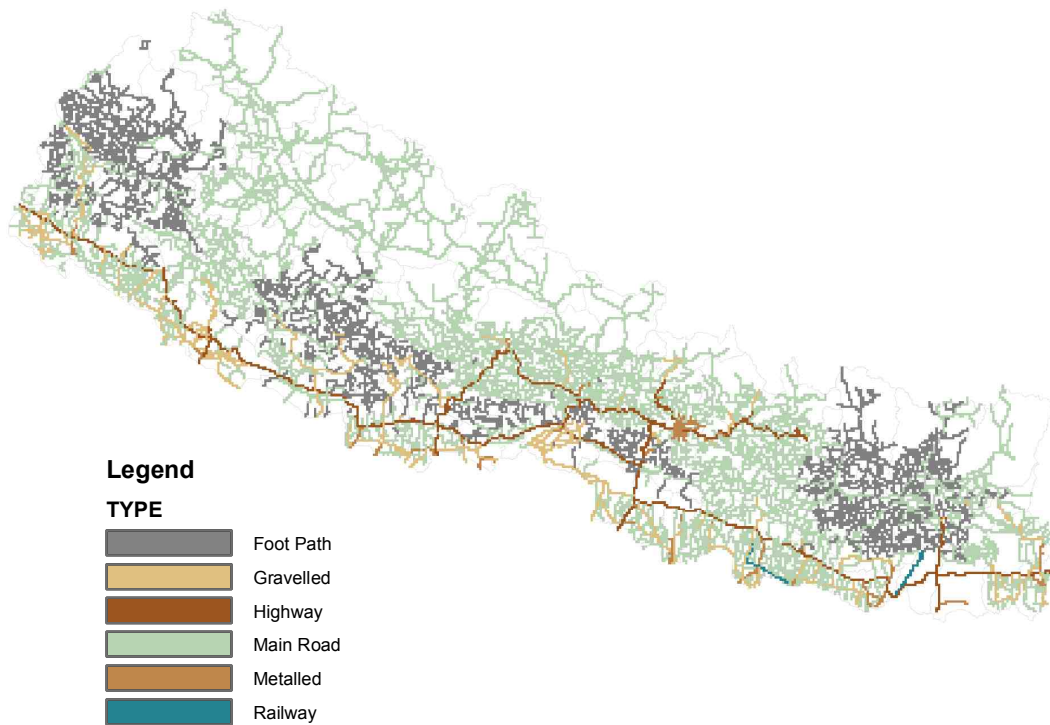 Legend
TYPE
Foot Path
Gravelled
Highway
Main Road
Metalled
Railway